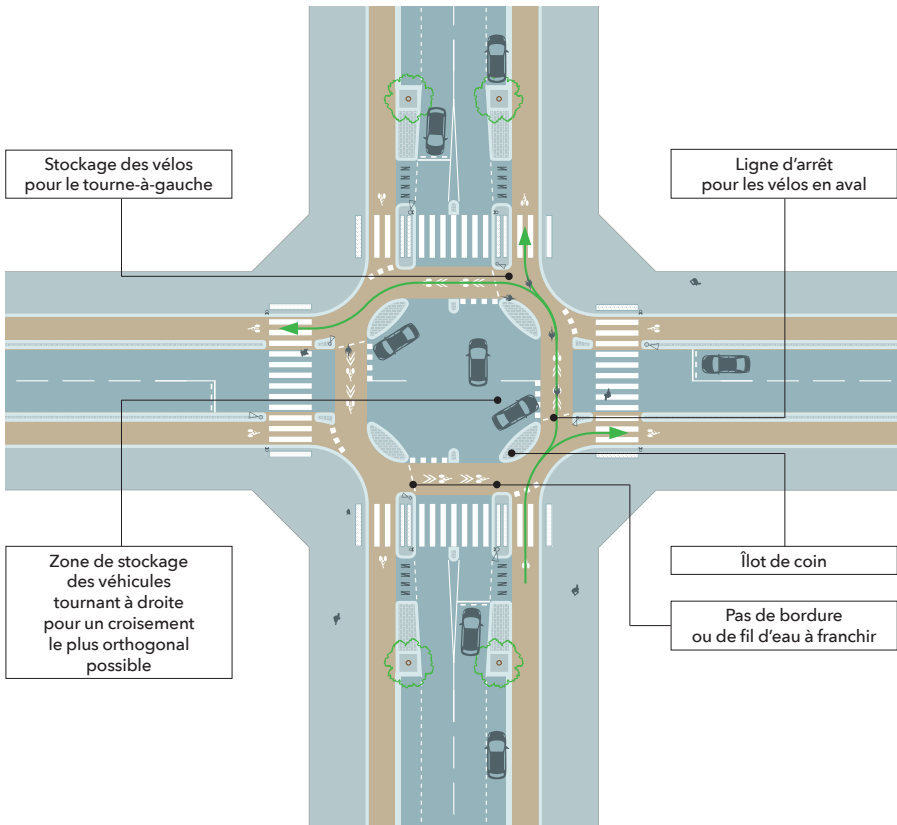 Stockage des vélos
pour le tourne-à-gauche
Ligne d'arrêt
pour les vélos en aval
Zone de stockage
des véhicules
tournant à droite
pour un croisement
le plus orthogonal
possible
Îlot de coin
Pas de bordure
ou de fil d'eau à franchir